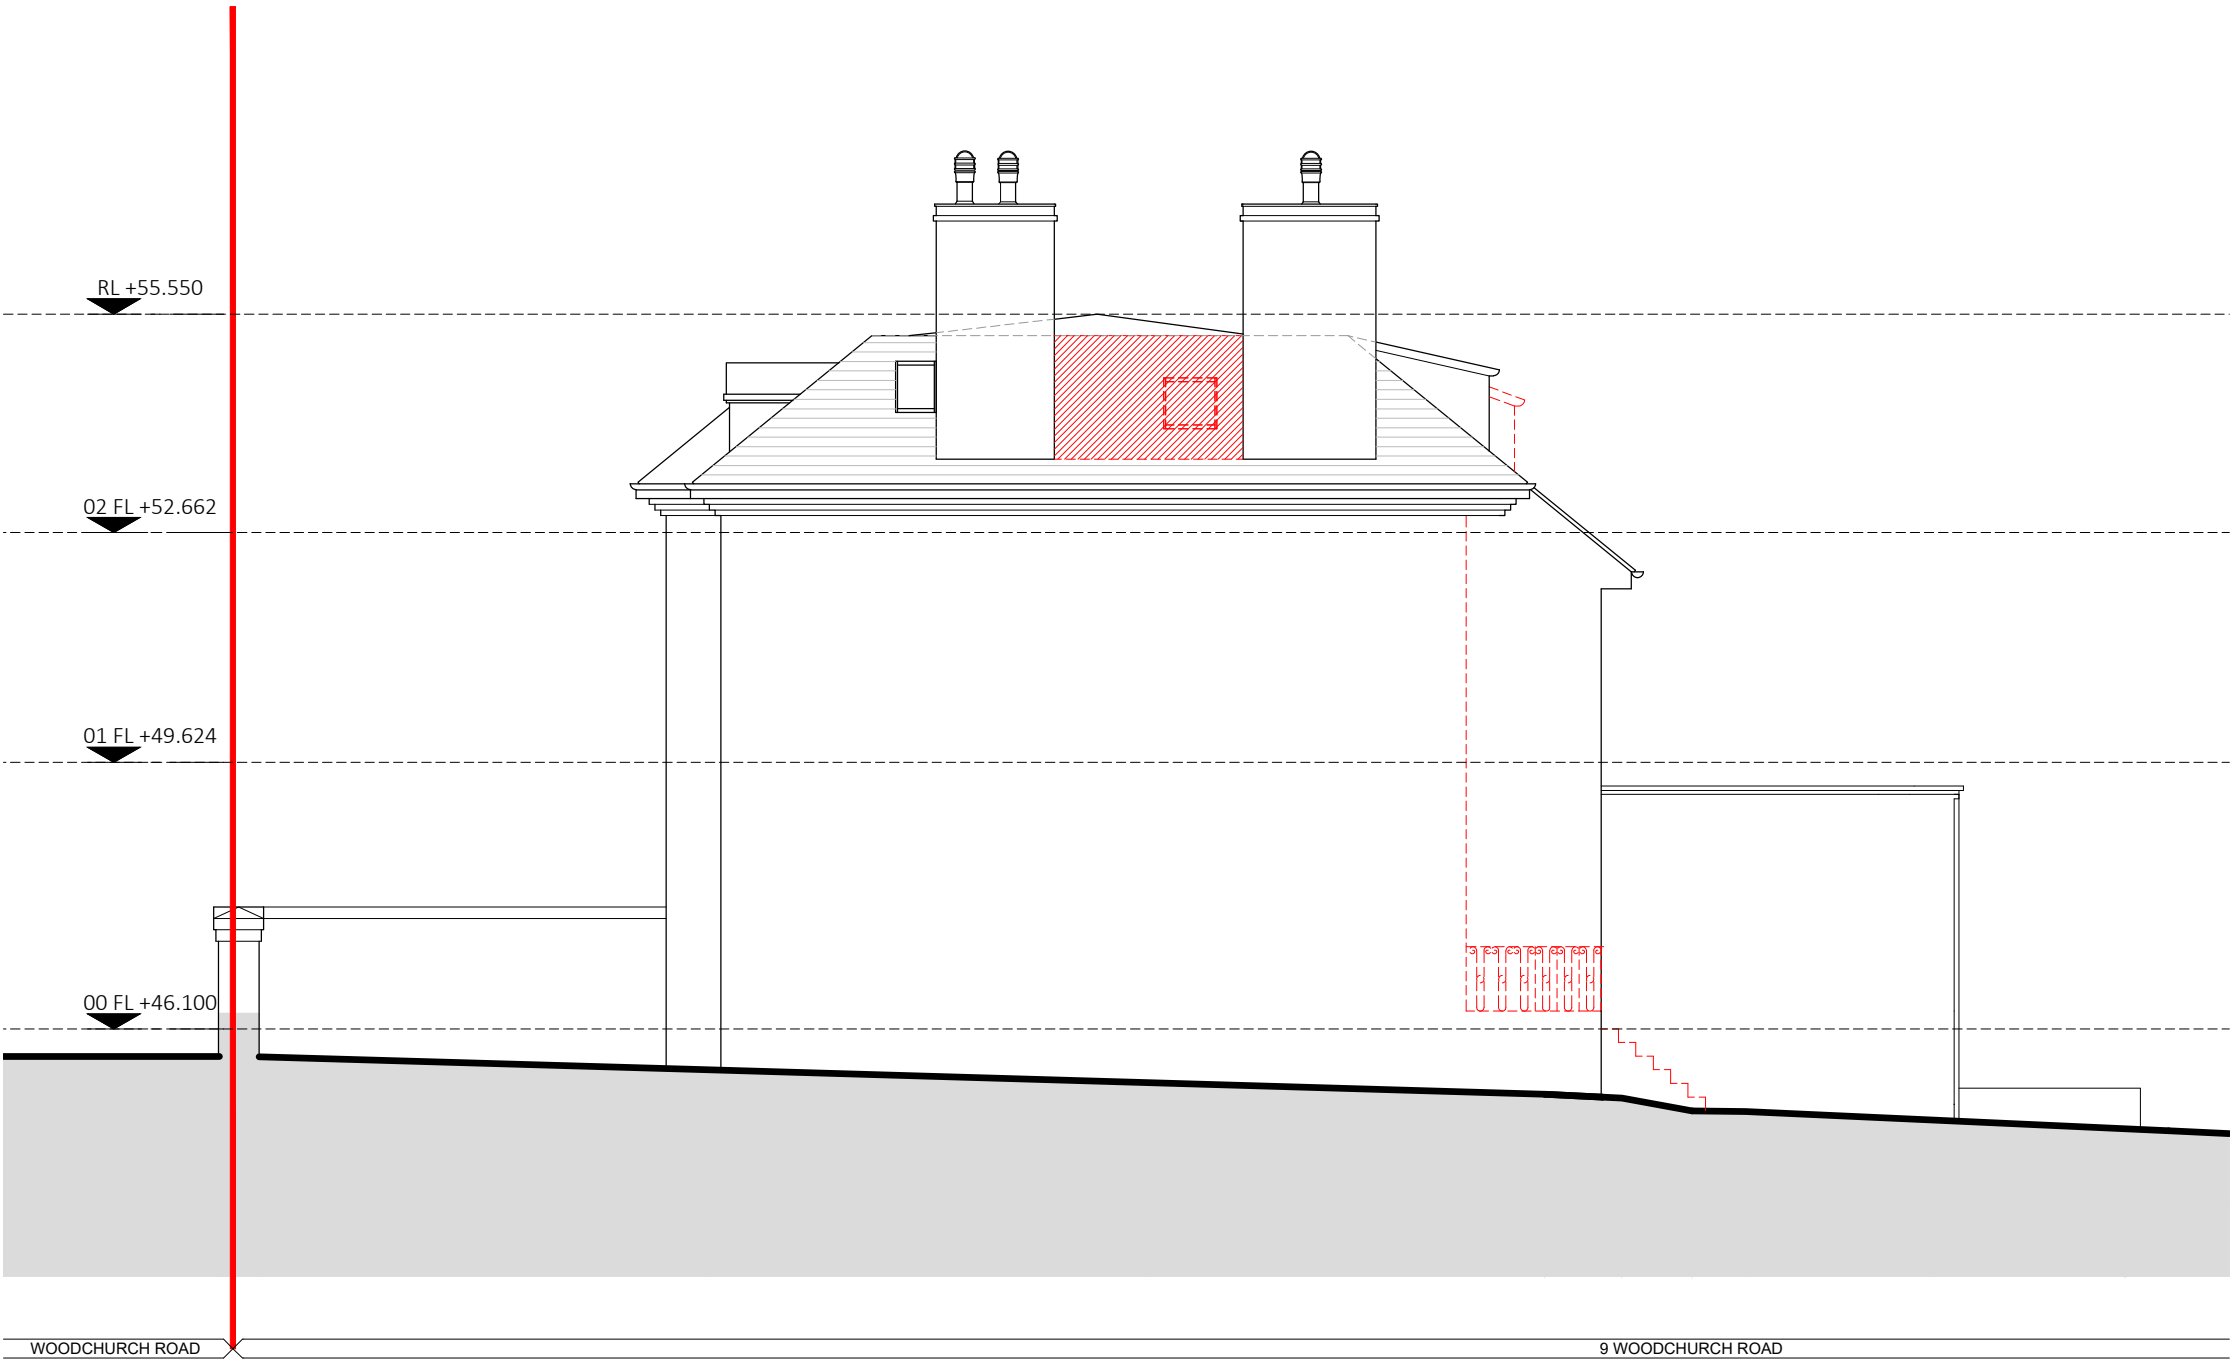 RL +55.550
02 FL +52.662
01 FL +49.624
00 FL +46.100
WOODCHURCH ROAD
9 WOODCHURCH ROAD